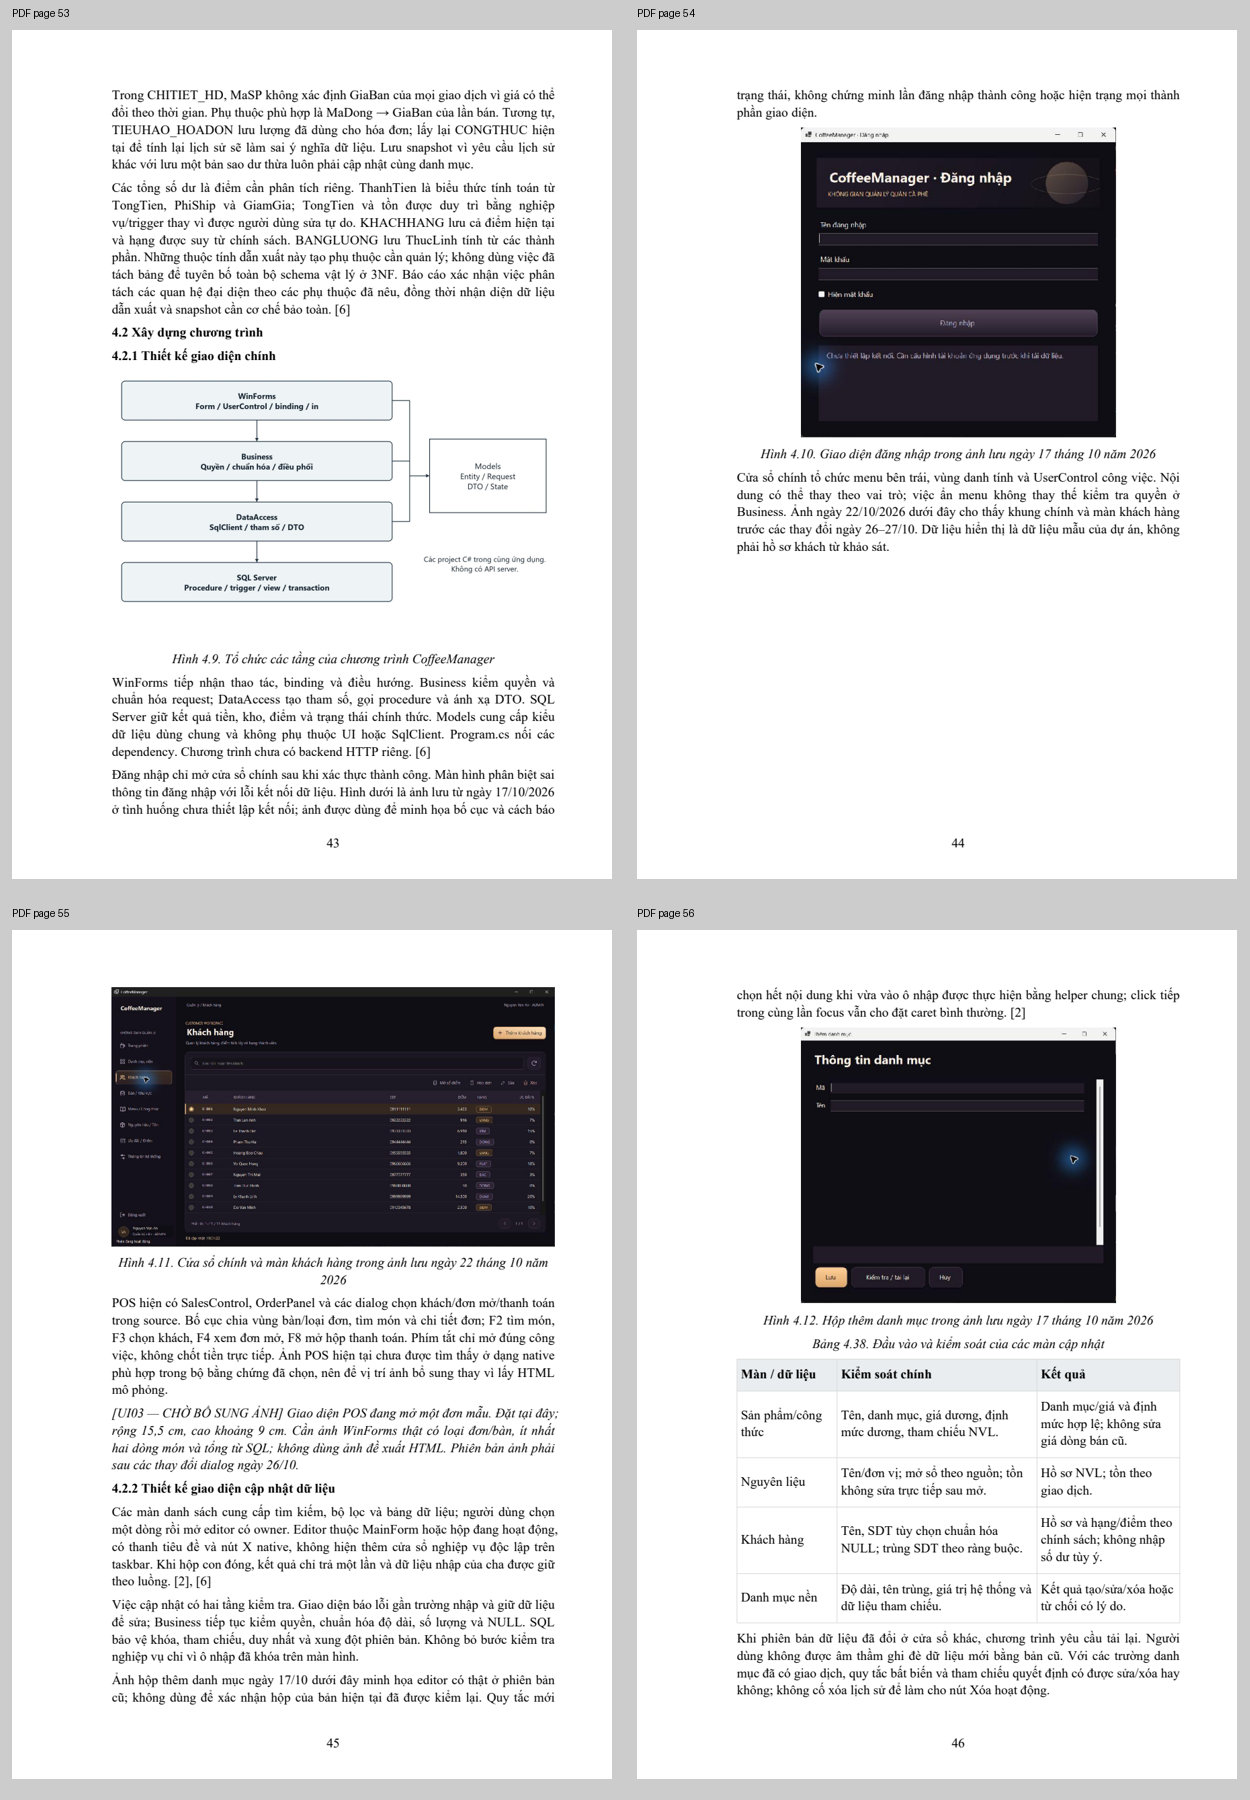 PDF page 53
Trong CHITIET_HD, MaSP không xác định GiaBan của mọi giao dịch vì giá có thể
đổi theo thời gian. Phụ thuộc phù hợp là MaDong → GiaBan của lần bán. Tương tự,
TIEUHAO_HOADON lưu lượng đã dùng cho hóa đơn; lấy lại CONGTHUC hiện
tại để tính lại lịch sử sẽ làm sai ý nghĩa dữ liệu. Lưu snapshot vì yêu cầu lịch sử
khác với lưu một bản sao dư thừa luôn phải cập nhật cùng danh mục.
Các tổng số dư là điểm cần phân tích riêng. ThanhTien là biểu thức tính toán từ
TongTien, PhiShip và GiamGia; TongTien và tồn được duy trì bằng nghiệp
vụ/trigger thay vì được người dùng sửa tự do. KHACHHANG lưu cả điểm hiện tại
và hạng được suy từ chính sách. BANGLUONG lưu ThucLinh tính từ các thành
phần. Những thuộc tính dẫn xuất này tạo phụ thuộc cần quản lý; không dùng việc đã
tách bảng để tuyên bố toàn bộ schema vật lý ở 3NF. Báo cáo xác nhận việc phân
tách các quan hệ đại diện theo các phụ thuộc đã nêu, đồng thời nhận diện dữ liệu
dẫn xuất và snapshot cần cơ chế bảo toàn. [6]
4.2 Xây dựng chương trình
4.2.1 Thiết kế giao diện chính
WinForms
Form / UserControl / binding / in
Business
Quyền / chuẩn hóa / điều phối
DataAccess
SqlClient / tham số / DTO
SQL Server
Procedure / trigger / view / transaction
Models
Entity / Request
DTO / State
Các project C# trong cùng ứng dụng.
Không có API server.
Hình 4.9. Tổ chức các tầng của chương trình CoffeeManager
WinForms tiếp nhận thao tác, binding và điều hướng. Business kiểm quyền và
chuẩn hóa request; DataAccess tạo tham số, gọi procedure và ánh xạ DTO. SQL
Server giữ kết quả tiền, kho, điểm và trạng thái chính thức. Models cung cấp kiểu
dữ liệu dùng chung và không phụ thuộc UI hoặc SqlClient. Program.cs nối các
dependency. Chương trình chưa có backend HTTP riêng. [6]
Đăng nhập chỉ mở cửa sổ chính sau khi xác thực thành công. Màn hình phân biệt sai
thông tin đăng nhập với lỗi kết nối dữ liệu. Hình dưới là ảnh lưu từ ngày 17/10/2026
ở tình huống chưa thiết lập kết nối; ảnh được dùng để minh họa bố cục và cách báo
43
PDF page 54
trạng thái, không chứng minh lần đăng nhập thành công hoặc hiện trạng mọi thành
phần giao diện.
CoffeeManager · Đăng nhập
CoffeeManager · Đăng nhập
KHÔNG GIAN QUẢN LÝ QUÁN CÀ PHÊ
Tên đăng nhập
Mật khẩu
Hiện mật khẩu
Đăng nhập
Chưa thiết lập kết nối. Cần cấu hình tài khoản ứng dụng trước khi tải dữ liệu.
Hình 4.10. Giao diện đăng nhập trong ảnh lưu ngày 17 tháng 10 năm 2026
Cửa sổ chính tổ chức menu bên trái, vùng danh tính và UserControl công việc. Nội
dung có thể thay theo vai trò; việc ẩn menu không thay thế kiểm tra quyền ở
Business. Ảnh ngày 22/10/2026 dưới đây cho thấy khung chính và màn khách hàng
trước các thay đổi ngày 26–27/10. Dữ liệu hiển thị là dữ liệu mẫu của dự án, không
phải hồ sơ khách từ khảo sát.
44
PDF page 55
CoffeeManager
CoffeeManager
Khách hàng
Thêm khách hàng
Hình 4.11. Cửa sổ chính và màn khách hàng trong ảnh lưu ngày 22 tháng 10 năm
2026
POS hiện có SalesControl, OrderPanel và các dialog chọn khách/đơn mở/thanh toán
trong source. Bố cục chia vùng bàn/loại đơn, tìm món và chi tiết đơn; F2 tìm món,
F3 chọn khách, F4 xem đơn mở, F8 mở hộp thanh toán. Phím tắt chỉ mở đúng công
việc, không chốt tiền trực tiếp. Ảnh POS hiện tại chưa được tìm thấy ở dạng native
phù hợp trong bộ bằng chứng đã chọn, nên để vị trí ảnh bổ sung thay vì lấy HTML
mô phỏng.
[UI03 — CHỜ BỔ SUNG ẢNH] Giao diện POS đang mở một đơn mẫu. Đặt tại đây;
rộng 15,5 cm, cao khoảng 9 cm. Cần ảnh WinForms thật có loại đơn/bàn, ít nhất
hai dòng món và tổng từ SQL; không dùng ảnh đề xuất HTML. Phiên bản ảnh phải
sau các thay đổi dialog ngày 26/10.
4.2.2 Thiết kế giao diện cập nhật dữ liệu
Các màn danh sách cung cấp tìm kiếm, bộ lọc và bảng dữ liệu; người dùng chọn
một dòng rồi mở editor có owner. Editor thuộc MainForm hoặc hộp đang hoạt động,
có thanh tiêu đề và nút X native, không hiện thêm cửa sổ nghiệp vụ độc lập trên
taskbar. Khi hộp con đóng, kết quả chỉ trả một lần và dữ liệu nhập của cha được giữ
theo luồng. [2], [6]
Việc cập nhật có hai tầng kiểm tra. Giao diện báo lỗi gần trường nhập và giữ dữ liệu
để sửa; Business tiếp tục kiểm quyền, chuẩn hóa độ dài, số lượng và NULL. SQL
bảo vệ khóa, tham chiếu, duy nhất và xung đột phiên bản. Không bỏ bước kiểm tra
nghiệp vụ chỉ vì ô nhập đã khóa trên màn hình.
Ảnh hộp thêm danh mục ngày 17/10 dưới đây minh họa editor có thật ở phiên bản
cũ; không dùng để xác nhận hộp của bản hiện tại đã được kiểm lại. Quy tắc mới
45
PDF page 56
chọn hết nội dung khi vừa vào ô nhập được thực hiện bằng helper chung; click tiếp
trong cùng lần focus vẫn cho đặt caret bình thường. [2]
Thêm danh mục
Thông tin danh mục
Mã
Tên
Lưu
Kiểm tra / tải lại
Hủy
Hình 4.12. Hộp thêm danh mục trong ảnh lưu ngày 17 tháng 10 năm 2026
Bảng 4.38. Đầu vào và kiểm soát của các màn cập nhật
Màn / dữ liệu
Kiểm soát chính
Kết quả
Sản phẩm/công
thức
Tên, danh mục, giá dương, định
mức dương, tham chiếu NVL.
Danh mục/giá và định
mức hợp lệ; không sửa
giá dòng bán cũ.
Nguyên liệu
Tên/đơn vị; mở sổ theo nguồn; tồn
không sửa trực tiếp sau mở.
Hồ sơ NVL; tồn theo
giao dịch.
Khách hàng
Tên, SDT tùy chọn chuẩn hóa
NULL; trùng SDT theo ràng buộc.
Hồ sơ và hạng/điểm theo
chính sách; không nhập
số dư tùy ý.
Danh mục nền
Độ dài, tên trùng, giá trị hệ thống và
dữ liệu tham chiếu.
Kết quả tạo/sửa/xóa hoặc
từ chối có lý do.
Khi phiên bản dữ liệu đã đổi ở cửa sổ khác, chương trình yêu cầu tải lại. Người
dùng không được âm thầm ghi đè dữ liệu mới bằng bản cũ. Với các trường danh
mục đã có giao dịch, quy tắc bất biến và tham chiếu quyết định có được sửa/xóa hay
không; không cố xóa lịch sử để làm cho nút Xóa hoạt động.
46